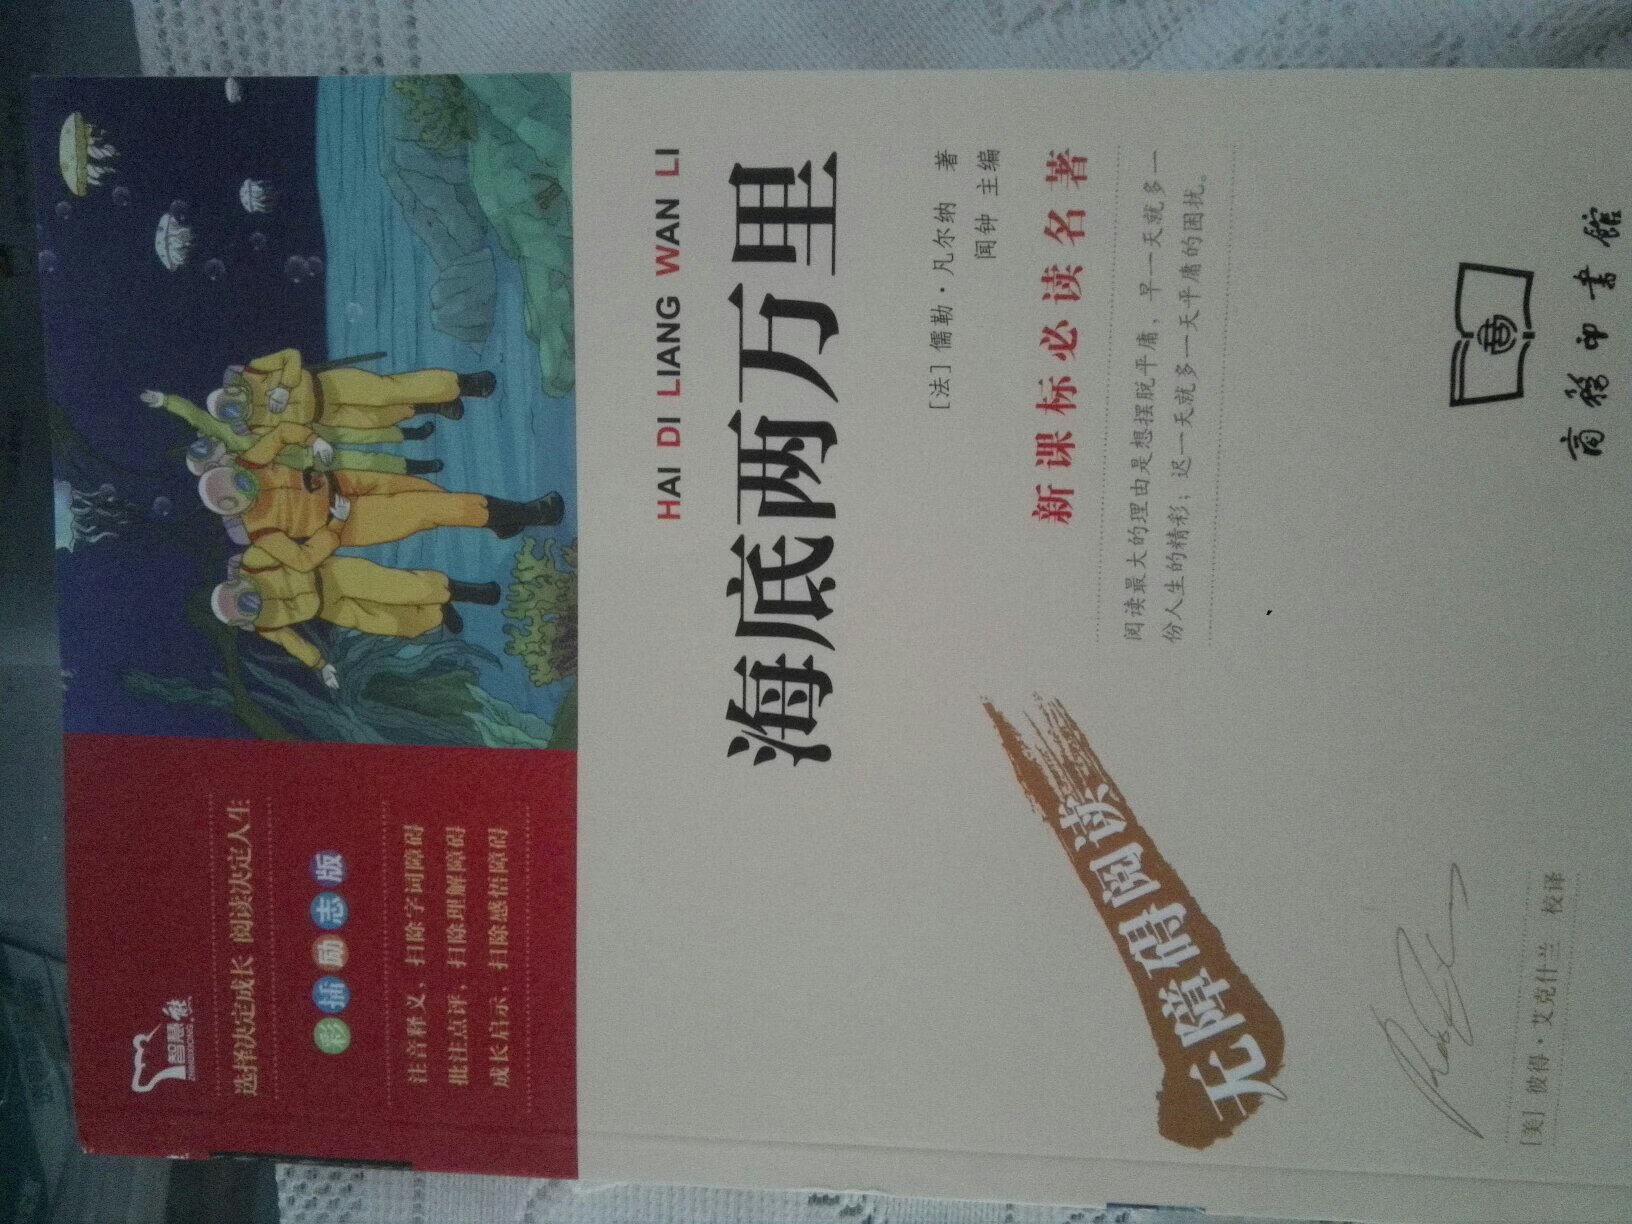 智慧熊
ZHIHUIXIONG
选择决定成长 阅读决定人生
彩插励志版
注音释义，扫除字词障碍
批注点评，扫除理解障碍
成长启示，扫除感悟障碍
HAI DI LIANG WAN LI
海底两万里
[法] 儒勒·凡尔纳 著
闻钟 主编
新课标必读名著
阅读最大的理由是想摆脱平庸，早一天就多一
份人生的精彩；迟一天就多一天平庸的困扰。
无障碍阅读
[美] 彼得·艾克什兰 校译
商务印书馆